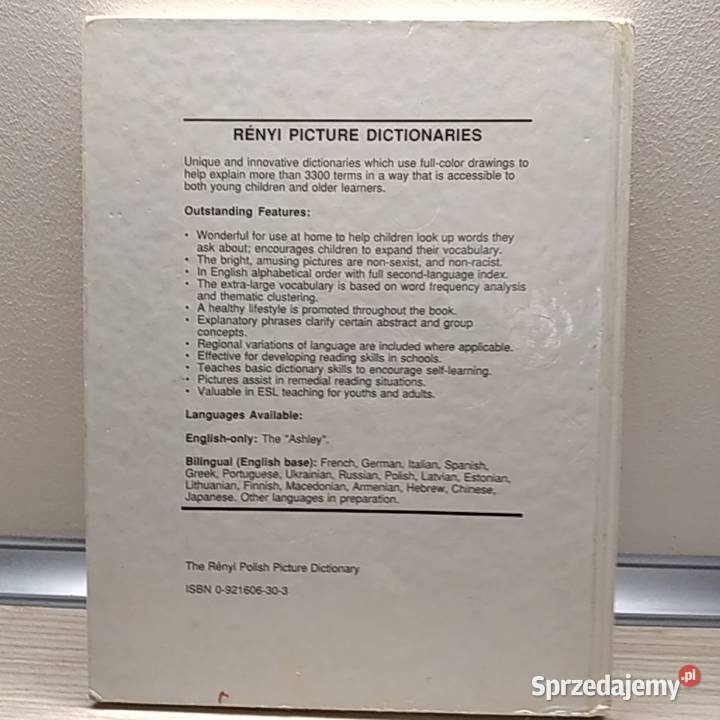 RÉNYI PICTURE DICTIONARIES
Unique and innovative dictionaries which use full-color drawings to
help explain more than 3300 terms in a way that is accessible to
both young children and older learners.
Outstanding Features:
• Wonderful for use at home to help children look up words they
ask about; encourages children to expand their vocabulary.
• The bright, amusing pictures are non-sexist, and non-racist.
• In English alphabetical order with full second-language index.
• The extra-large vocabulary is based on word frequency analysis
and thematic clustering.
• A healthy lifestyle is promoted throughout the book.
• Explanatory phrases clarify certain abstract and group
concepts.
• Regional variations of language are included where applicable.
• Effective for developing reading skills in schools.
• Teaches basic dictionary skills to encourage self-learning.
• Pictures assist in remedial reading situations.
• Valuable in ESL teaching for youths and adults.
Languages Available:
English-only: The "Ashley".
Bilingual (English base): French, German, Italian, Spanish,
Greek, Portuguese, Ukrainian, Russian, Polish, Latvian, Estonian,
Lithuanian, Finnish, Macedonian, Armenian, Hebrew, Chinese,
Japanese. Other languages in preparation.
The Rényi Polish Picture Dictionary
ISBN 0-921606-30-3
Sprzedajemy.pl